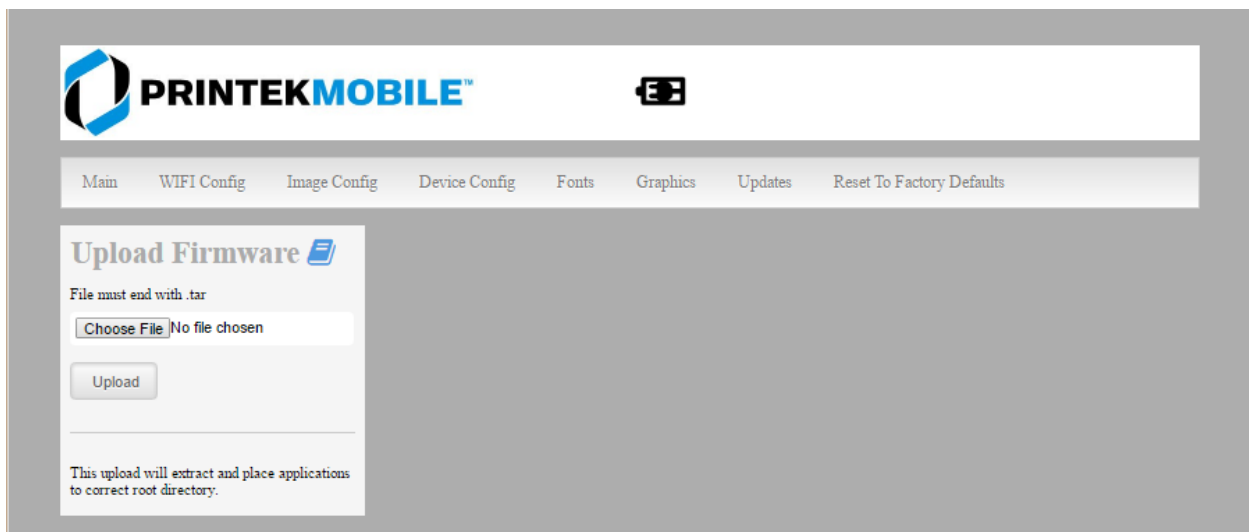 PRINTEKMOBILE™
Main WIFI Config Image Config Device Config Fonts Graphics Updates Reset To Factory Defaults
Upload Firmware
File must end with .tar
Choose File No file chosen
Upload
This upload will extract and place applications
to correct root directory.